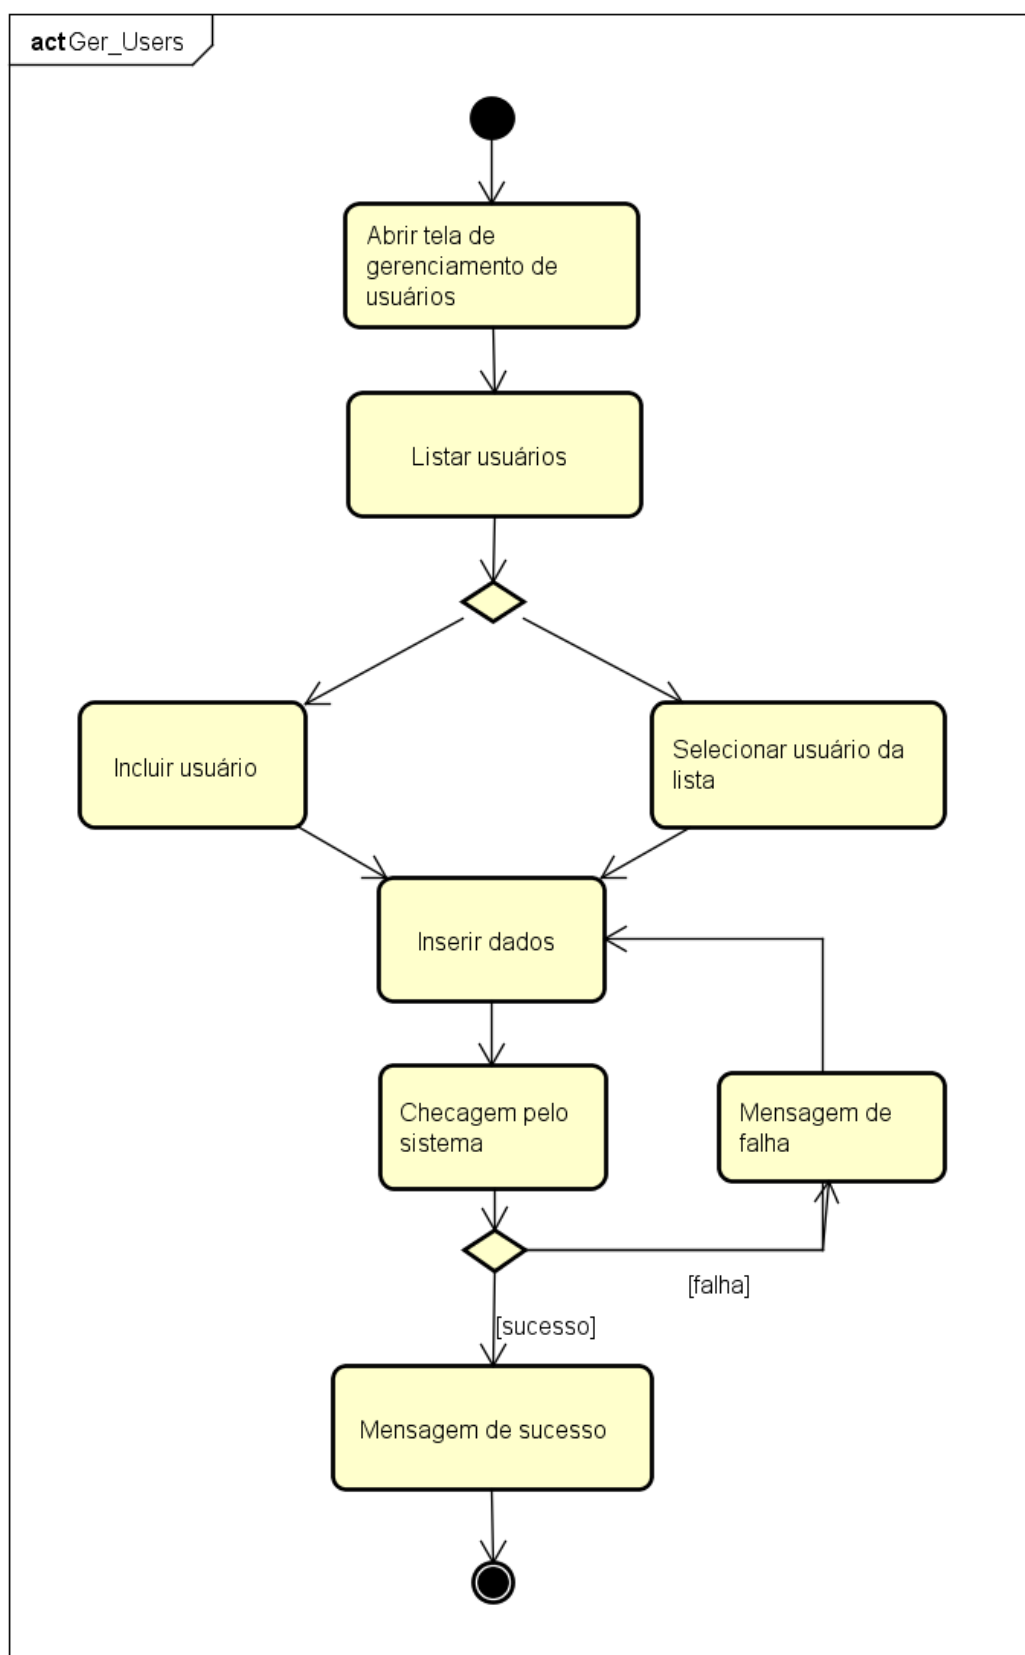 act Ger_Users
Abrir tela de
gerenciamento de
usuários
Listar usuários
Incluir usuário
Selecionar usuário da
lista
Inserir dados
Checagem pelo
sistema
Mensagem de
falha
[falha]
[sucesso]
Mensagem de sucesso